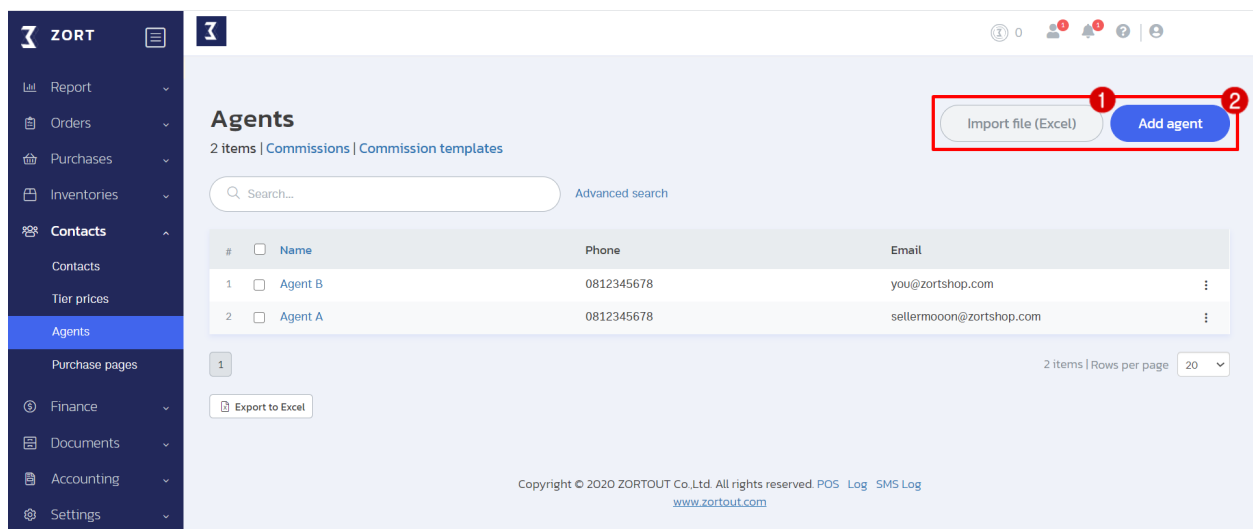 ZORT
0
1
1
Report
Orders
Purchases
Inventories
Contacts
Contacts
Tier prices
Agents
Purchase pages
Finance
Documents
Accounting
Settings
Agents
2 items | Commissions | Commission templates
1
2
Import file (Excel)
Add agent
Search...
Advanced search
# Name Phone Email
1 Agent B 0812345678 you@zortshop.com
2 Agent A 0812345678 sellermooon@zortshop.com
1
2 items | Rows per page 20
Export to Excel
Copyright © 2020 ZORTOUT Co.,Ltd. All rights reserved. POS Log SMS Log
www.zortout.com